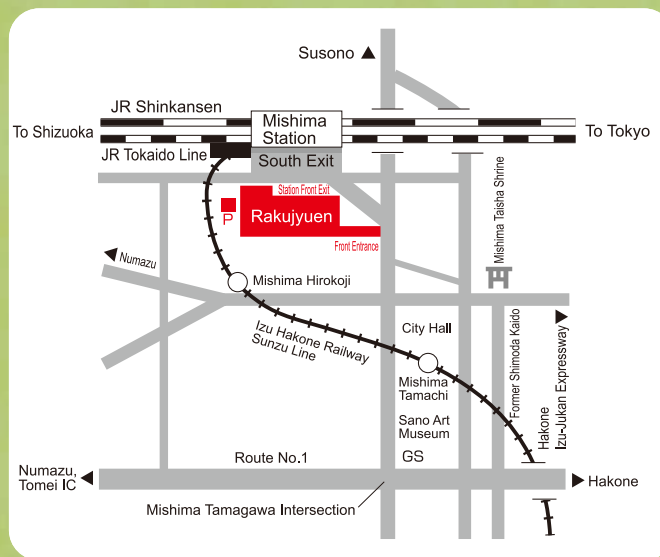 Susono
JR Shinkansen
Mishima
Station
To Shizuoka
To Tokyo
JR Tokaido Line
South Exit
Station Front Exit
P
Rakujyuen
Front Entrance
Mishima Taisha Shrine
Numazu
Mishima Hirokoji
Izu Hakone Railway
Sunzu Line
City Hall
Mishima
Tamachi
Former Shimoda Kaido
Hakone
Izu-Jukan Expressway
Sano Art
Museum
Route No.1
GS
Numazu,
Tomei IC
Hakone
Mishima Tamagawa Intersection